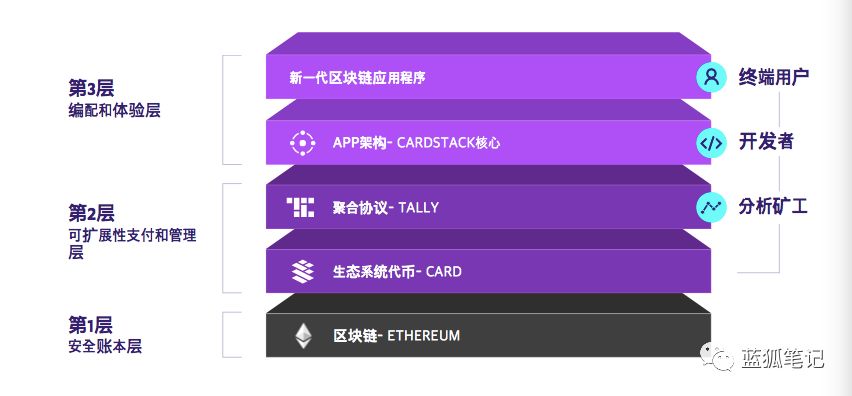 第3层
编配和体验层
新一代区块链应用程序
终端用户
APP架构- CARDSTACK核心
开发者
第2层
可扩展性支付和管理
层
聚合协议- TALLY
分析矿工
生态系统代币- CARD
第1层
安全账本层
区块链- ETHEREUM
蓝狐笔记